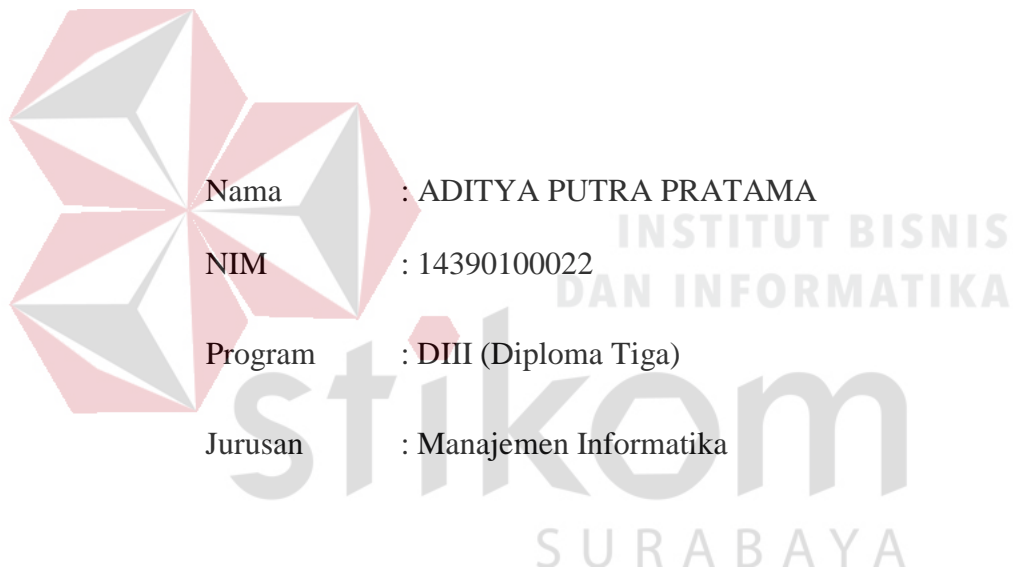 Nama : ADITYA PUTRA PRATAMA
INSTITUT BISNIS
NIM : 14390100022
DAN INFORMATIKA
Program : DIII (Diploma Tiga)
stikom
Jurusan : Manajemen Informatika
SURABAYA